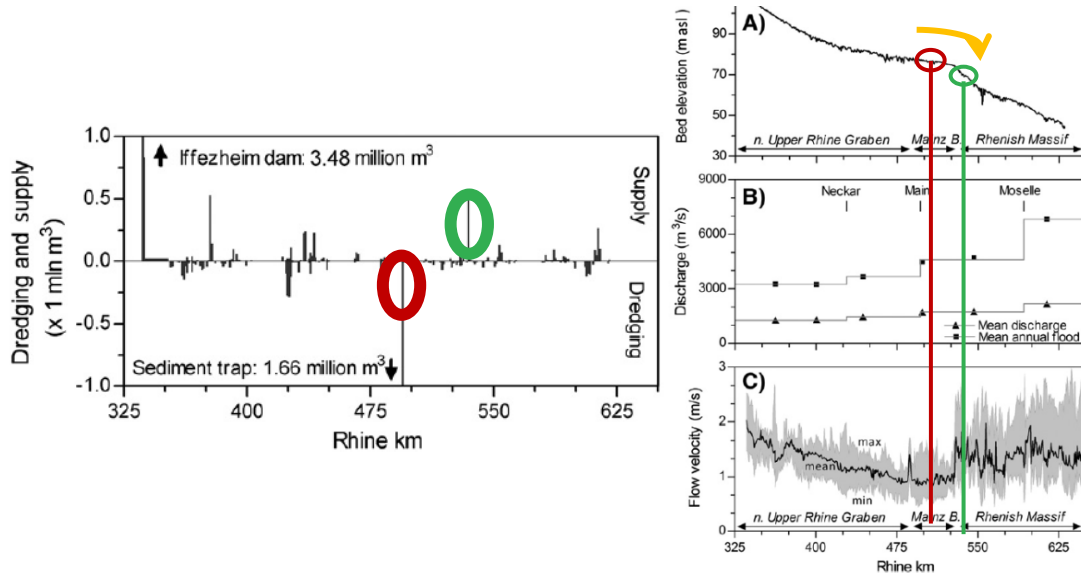 1.0
0.5
0.0
-0.5
-1.0
Dredging and supply
(x 1 mln m³)
Iffezheim dam: 3.48 million m³
Supply
Dredging
Sediment trap: 1.66 million m³
325
400
475
550
625
Rhine km
A)
90
70
50
30
Bed elevation (m asl)
n. Upper Rhine Graben
Mainz B.
Rhenish Massif
B)
9000
6000
3000
0
Discharge (m³/s)
Neckar
Main
Moselle
Mean discharge
Mean annual flood
C)
3
2
1
0
Flow velocity (m/s)
max
mean
min
n. Upper Rhine Graben
Mainz B.
Rhenish Massif
325
400
475
550
625
Rhine km